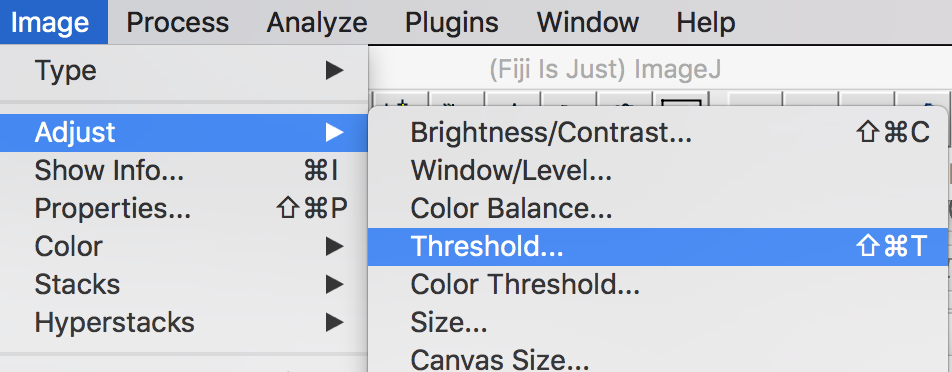 Image Process Analyze Plugins Window Help
(Fiji Is Just) ImageJ
Type ▶
Adjust ▶
Show Info... ⌘I
Properties... ⇧⌘P
Color ▶
Stacks ▶
Hyperstacks ▶
Brightness/Contrast... ⇧⌘C
Window/Level...
Color Balance...
Threshold... ⇧⌘T
Color Threshold...
Size...
Canvas Size...